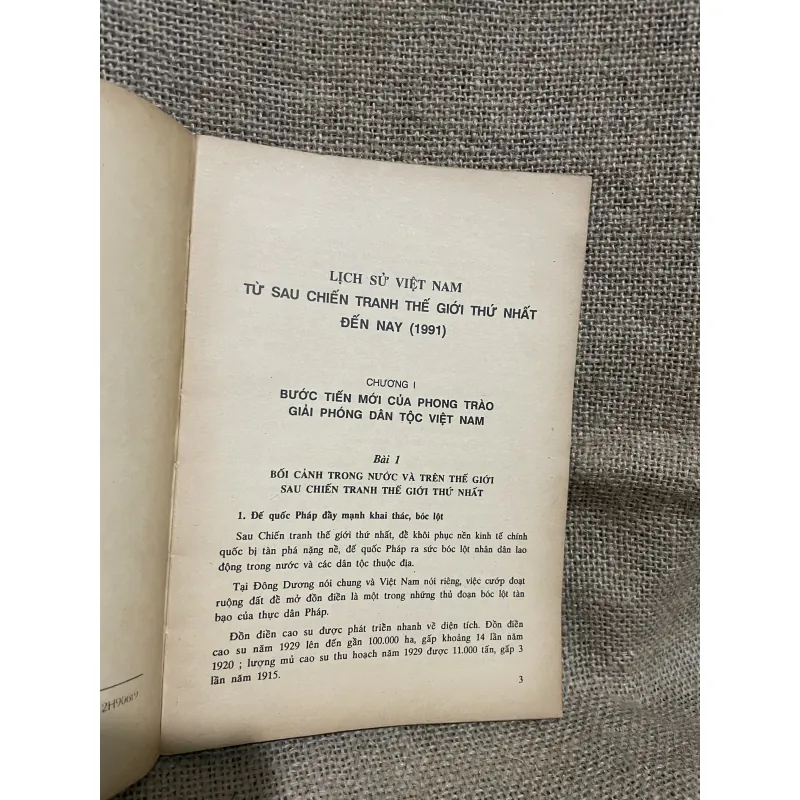 LỊCH SỬ VIỆT NAM
TỪ SAU CHIẾN TRANH THẾ GIỚI THỨ NHẤT
ĐẾN NAY (1991)
CHƯƠNG I
BƯỚC TIẾN MỚI CỦA PHONG TRÀO
GIẢI PHÓNG DÂN TỘC VIỆT NAM
Bài 1
BỐI CẢNH TRONG NƯỚC VÀ TRÊN THẾ GIỚI
SAU CHIẾN TRANH THẾ GIỚI THỨ NHẤT
1. Đế quốc Pháp đẩy mạnh khai thác, bóc lột
Sau Chiến tranh thế giới thứ nhất, để khôi phục nền kinh tế chính
quốc bị tàn phá nặng nề, đế quốc Pháp ra sức bóc lột nhân dân lao
động trong nước và các dân tộc thuộc địa.
Tại Đông Dương nói chung và Việt Nam nói riêng, việc cướp đoạt
ruộng đất để mở đồn điền là một trong những thủ đoạn bóc lột tàn
bạo của thực dân Pháp.
Đồn điền cao su được phát triển nhanh về diện tích. Đồn điền
cao su năm 1929 lên đến gần 100.000 ha, gấp khoảng 14 lần năm
1920 ; lượng mủ cao su thu hoạch năm 1929 được 11.000 tấn, gấp 3
lần năm 1915.
3